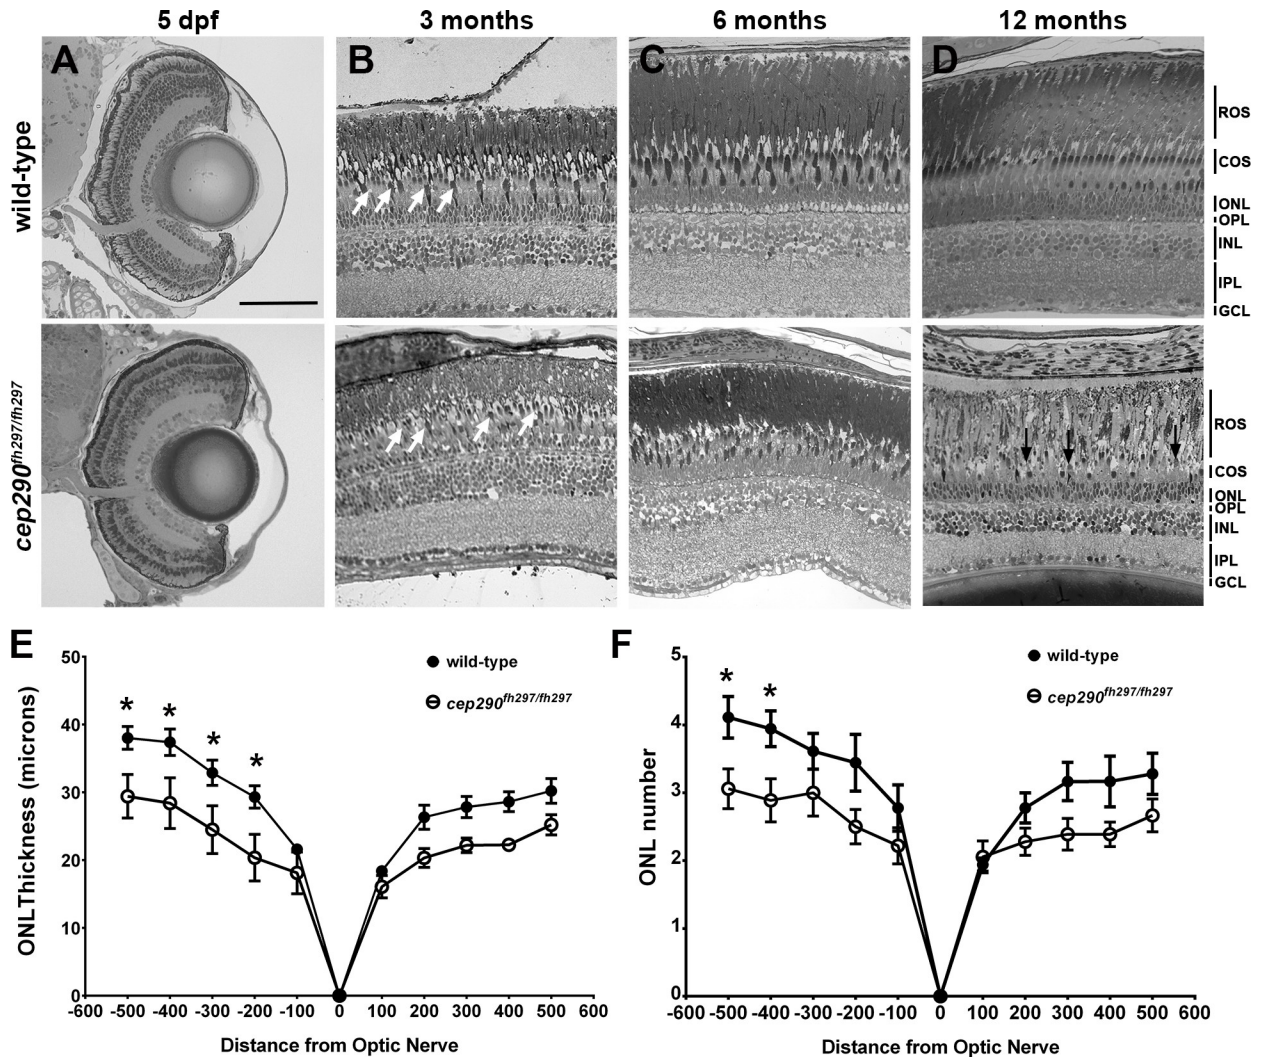 5 dpf
3 months
6 months
12 months
wild-type
A
B
C
D
ROS
COS
ONL
OPL
INL
IPL
GCL
cep290fh297/fh297
ROS
COS
ONL
OPL
INL
IPL
GCL
E
wild-type
cep290fh297/fh297
ONL Thickness (microns)
50
40
30
20
10
0
-600 -500 -400 -300 -200 -100 0 100 200 300 400 500 600
* * * *
Distance from Optic Nerve
F
wild-type
cep290fh297/fh297
ONL number
5
4
3
2
1
0
-600 -500 -400 -300 -200 -100 0 100 200 300 400 500 600
* *
Distance from Optic Nerve